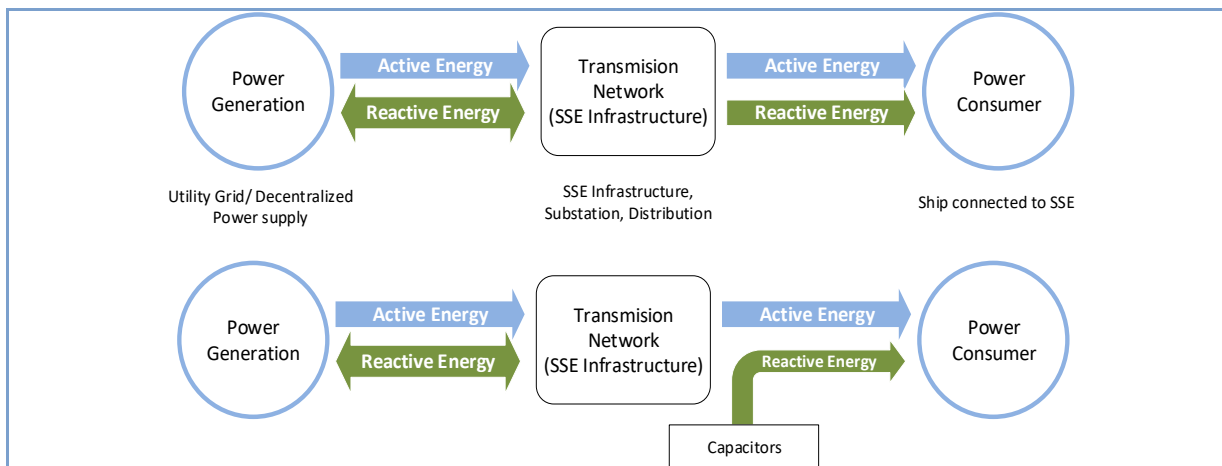 Power
Generation
Active Energy
Reactive Energy
Transmision
Network
(SSE Infrastructure)
Active Energy
Reactive Energy
Power
Consumer
Utility Grid/ Decentralized
Power supply
SSE Infrastructure,
Substation, Distribution
Ship connected to SSE
Power
Generation
Active Energy
Reactive Energy
Transmision
Network
(SSE Infrastructure)
Active Energy
Reactive Energy
Power
Consumer
Capacitors